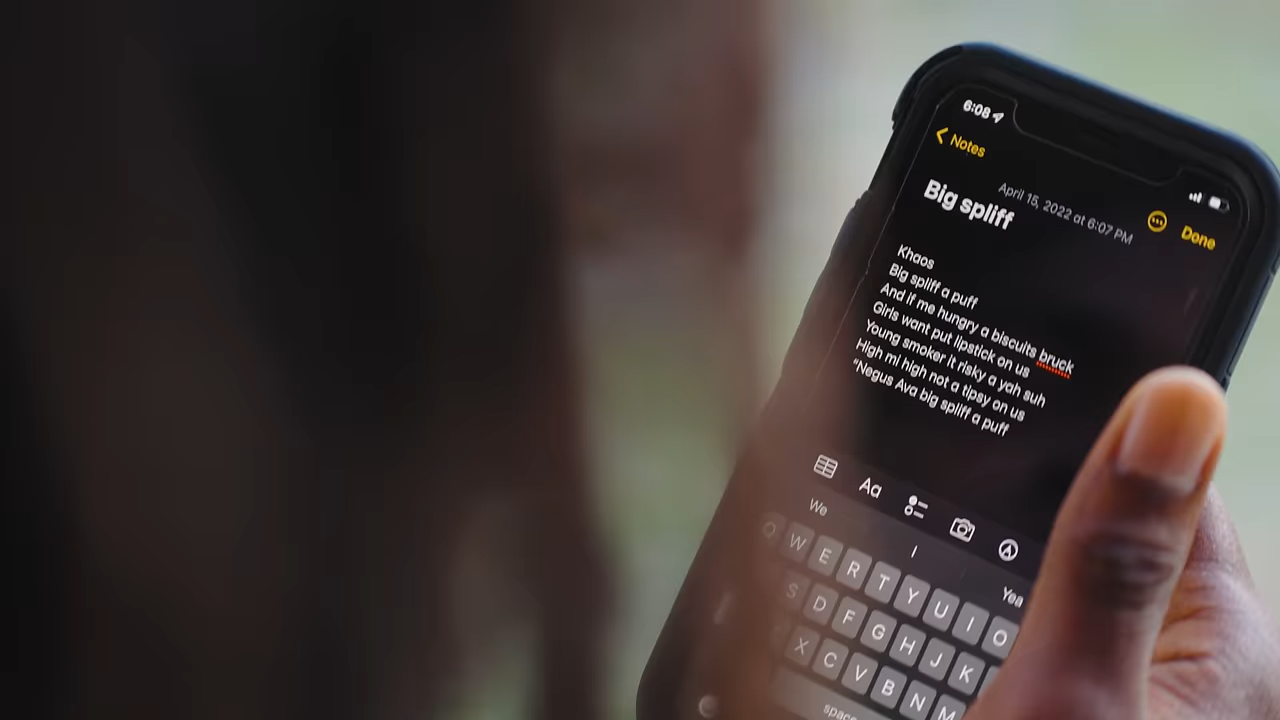 6:08
Notes
April 15, 2022 at 6:07 PM
Done
Big spliff
Khaos
Big spliff a puff
And if me hungry a biscuits bruck
Girls want put lipstick on us
Young smoker it risky a yah suh
High mi high not a tipsy on us
“Negus Ava big spliff a puff
Aa
We
I
Yea
Q W E R T Y U I O
S D F G H J K
X C V B N M
space